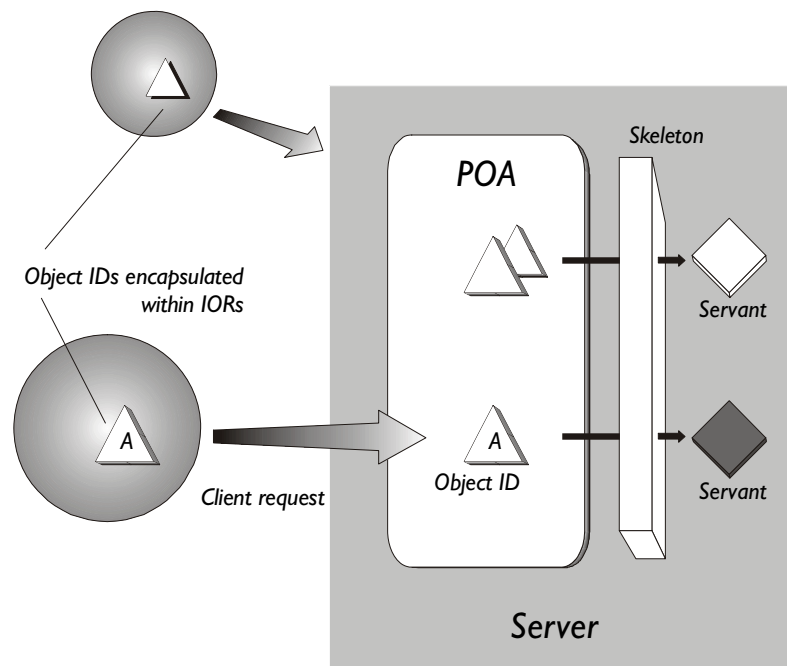 Skeleton
POA
Object IDs encapsulated
within IORs
Servant
A
A
Object ID
Client request
Servant
Server